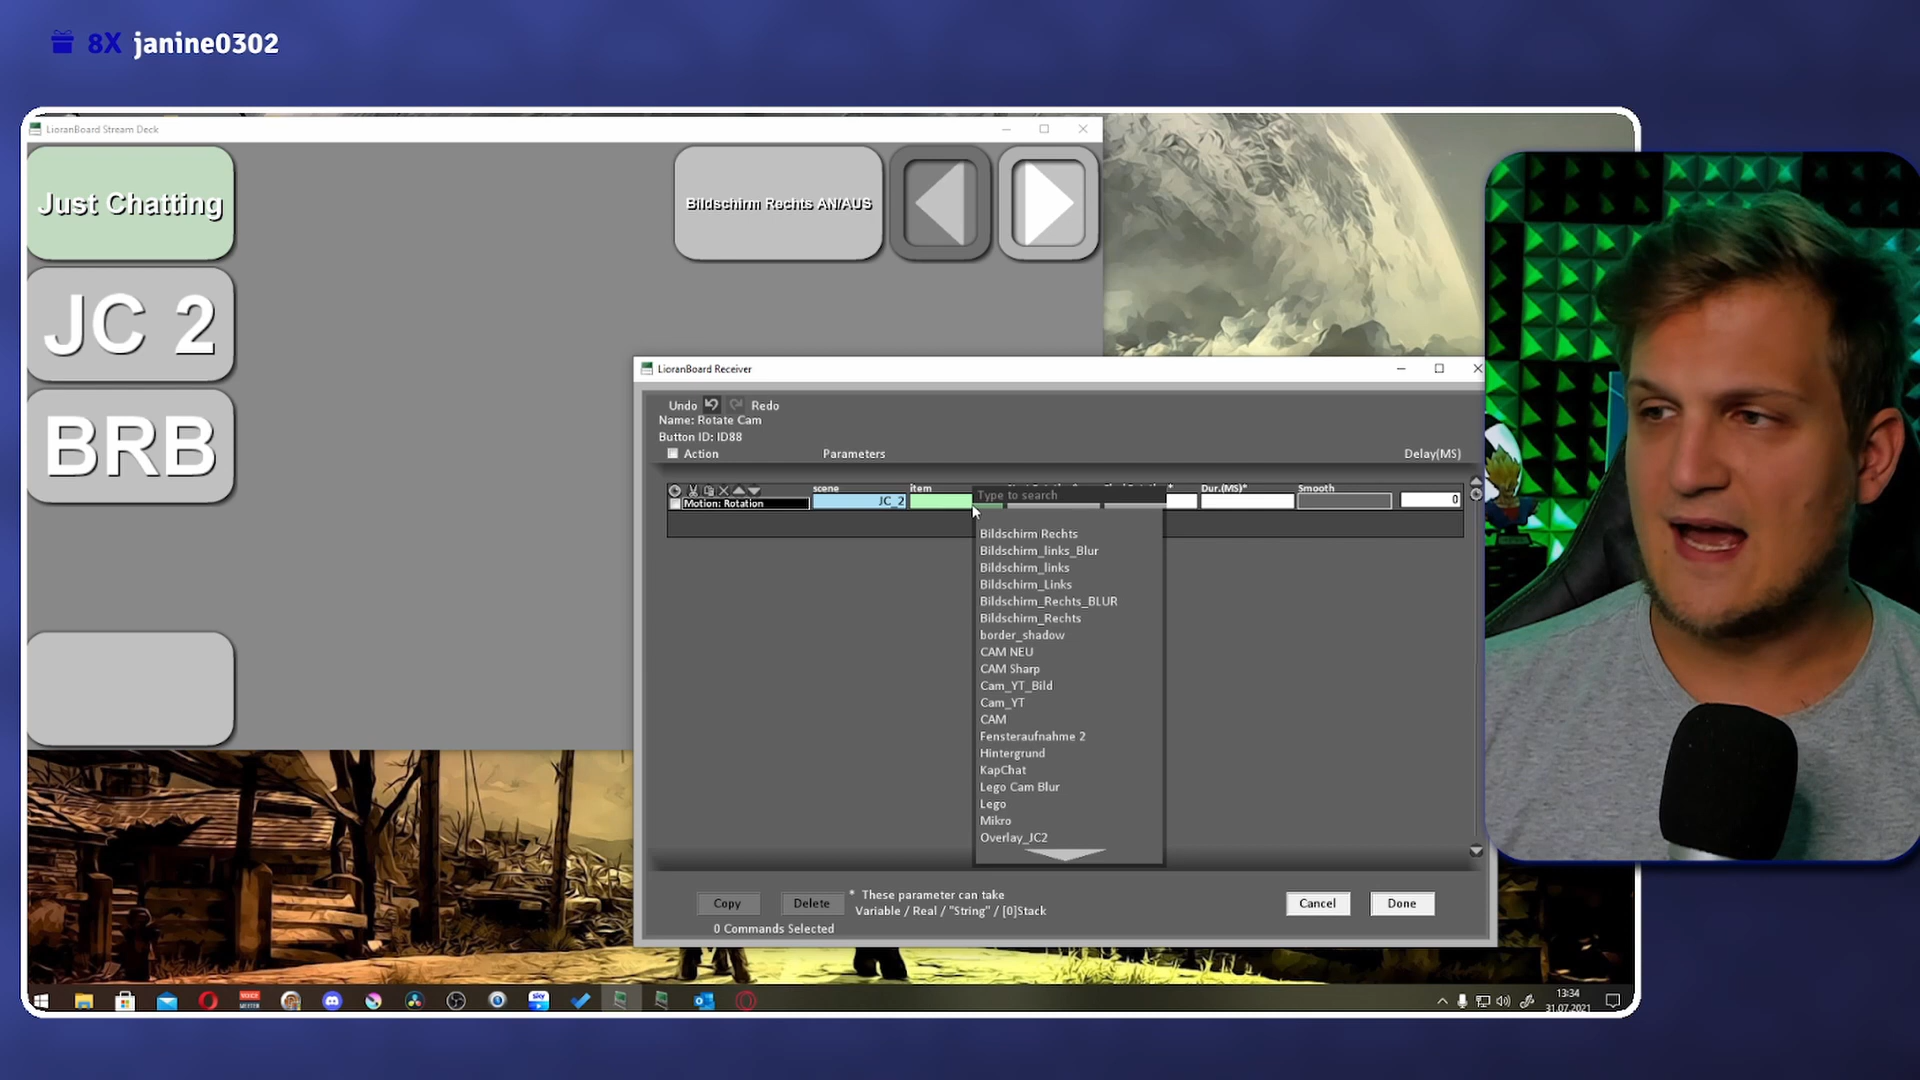 8X janine0302
LioranBoard Stream Deck
Just Chatting
Bildschirm Rechts AN/AUS
JC 2
BRB
LioranBoard Receiver
Undo Redo
Name: Rotate Cam
Button ID: ID88
Action Parameters Delay(MS)
scene item Dur.(MS)* Smooth
Motion: Rotation JC_2 0
Type to search
Bildschirm Rechts
Bildschirm_links_Blur
Bildschirm_links
Bildschirm_Links
Bildschirm_Rechts_BLUR
Bildschirm_Rechts
border_shadow
CAM NEU
CAM Sharp
Cam_YT_Bild
Cam_YT
CAM
Fensteraufnahme 2
Hintergrund
KapChat
Lego Cam Blur
Lego
Mikro
Overlay_JC2
Copy Delete * These parameter can take
Variable / Real / "String" / [0]Stack
Cancel Done
0 Commands Selected
13:34
31.07.2021